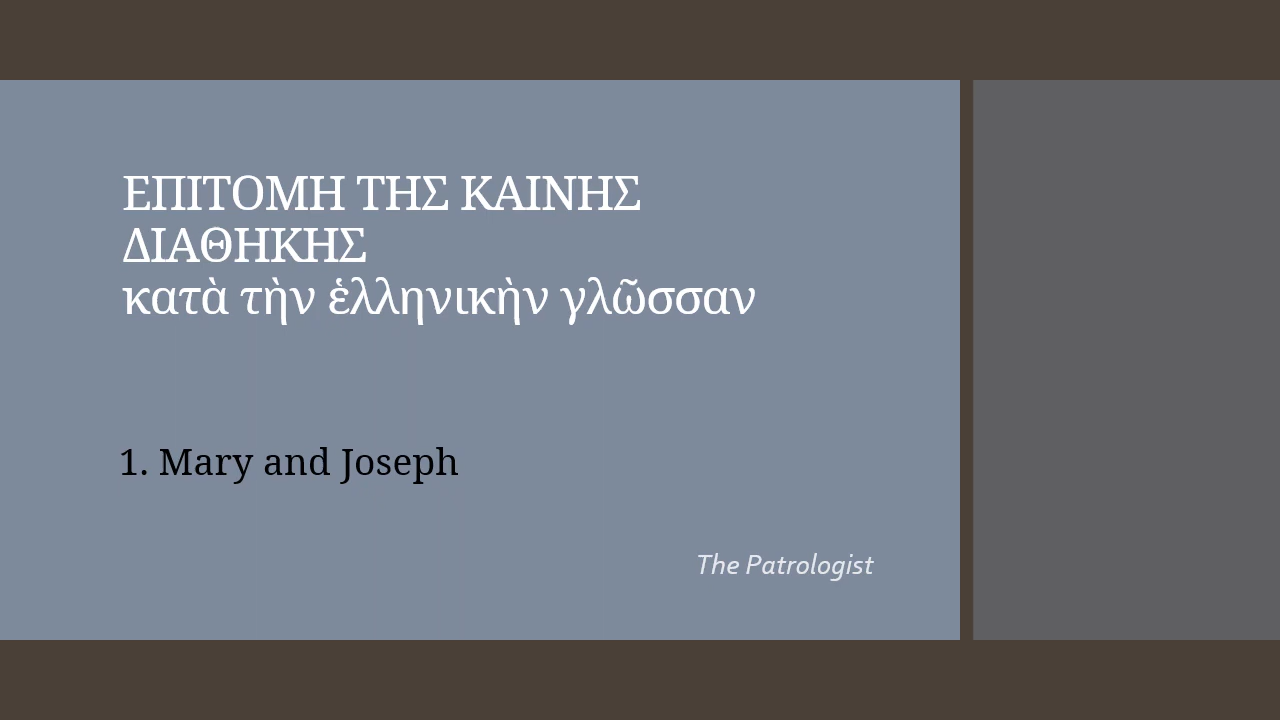 ΕΠΙΤΟΜΗ ΤΗΣ ΚΑΙΝΗΣ
ΔΙΑΘΗΚΗΣ
κατὰ τὴν ἑλληνικὴν γλῶσσαν
1. Mary and Joseph
The Patrologist